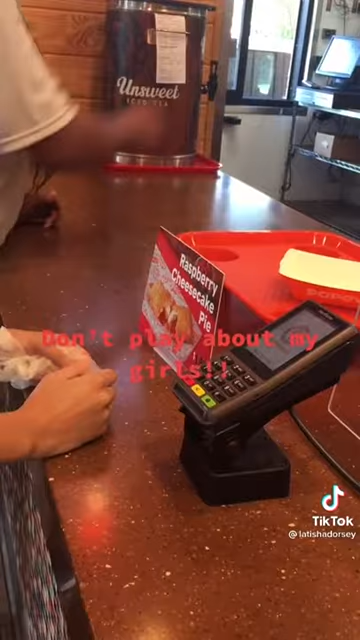 Unsweet
ICED TEA
Raspberry
Cheesecake
Pie
Don't play about my
girls!!
TikTok
@latishadorsey